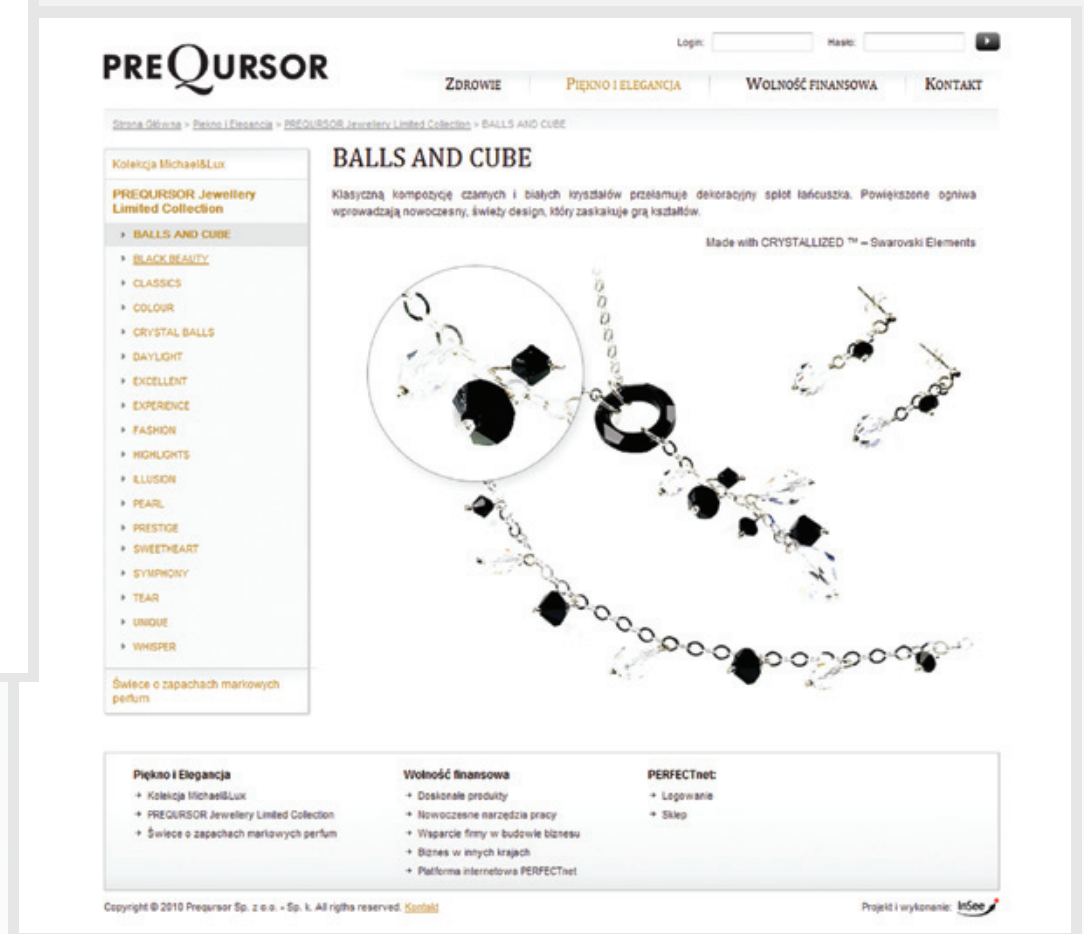 Login: Hasło:
PREQURSOR
ZDROWIE PIĘKNO I ELEGANCJA WOLNOŚĆ FINANSOWA KONTAKT
Strona Główna > Piękno i Elegancja > PREQURSOR Jewellery Limited Collection > BALLS AND CUBE
Kolekcja Michael&Lux
PREQURSOR Jewellery
Limited Collection
BALLS AND CUBE
BLACK BEAUTY
CLASSICS
COLOUR
CRYSTAL BALLS
DAYLIGHT
EXCELLENT
EXPERIENCE
FASHION
HIGHLIGHTS
ILLUSION
PEARL
PRESTIGE
SWEETHEART
SYMPHONY
TEAR
UNIQUE
WHISPER
Świece o zapachach markowych
perfum
BALLS AND CUBE
Klasyczną kompozycję czarnych i białych kryształów przełamuje dekoracyjny splot łańcuszka. Powiększone ogniwa
wprowadzają nowoczesny, świeży design, który zaskakuje grą kształtów.
Made with CRYSTALLIZED ™ – Swarovski Elements
Piękno i Elegancja
Kolekcja Michael&Lux
PREQURSOR Jewellery Limited Collection
Świece o zapachach markowych perfum
Wolność finansowa
Doskonałe produkty
Nowoczesne narzędzia pracy
Wsparcie firmy w budowie biznesu
Biznes w innych krajach
Platforma internetowa PERFECTnet
PERFECTnet:
Logowanie
Sklep
Copyright © 2010 Preqursor Sp. z o.o. - Sp. k. All rigths reserved. Kontakt
Projekt i wykonanie: InSee